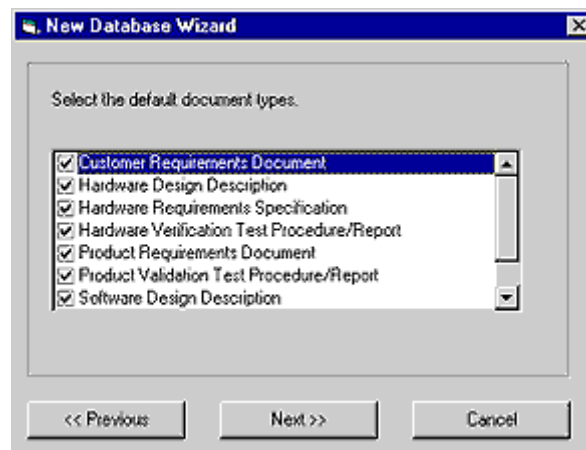 New Database Wizard
Select the default document types.
Customer Requirements Document
Hardware Design Description
Hardware Requirements Specification
Hardware Verification Test Procedure/Report
Product Requirements Document
Product Validation Test Procedure/Report
Software Design Description
<< Previous Next >> Cancel